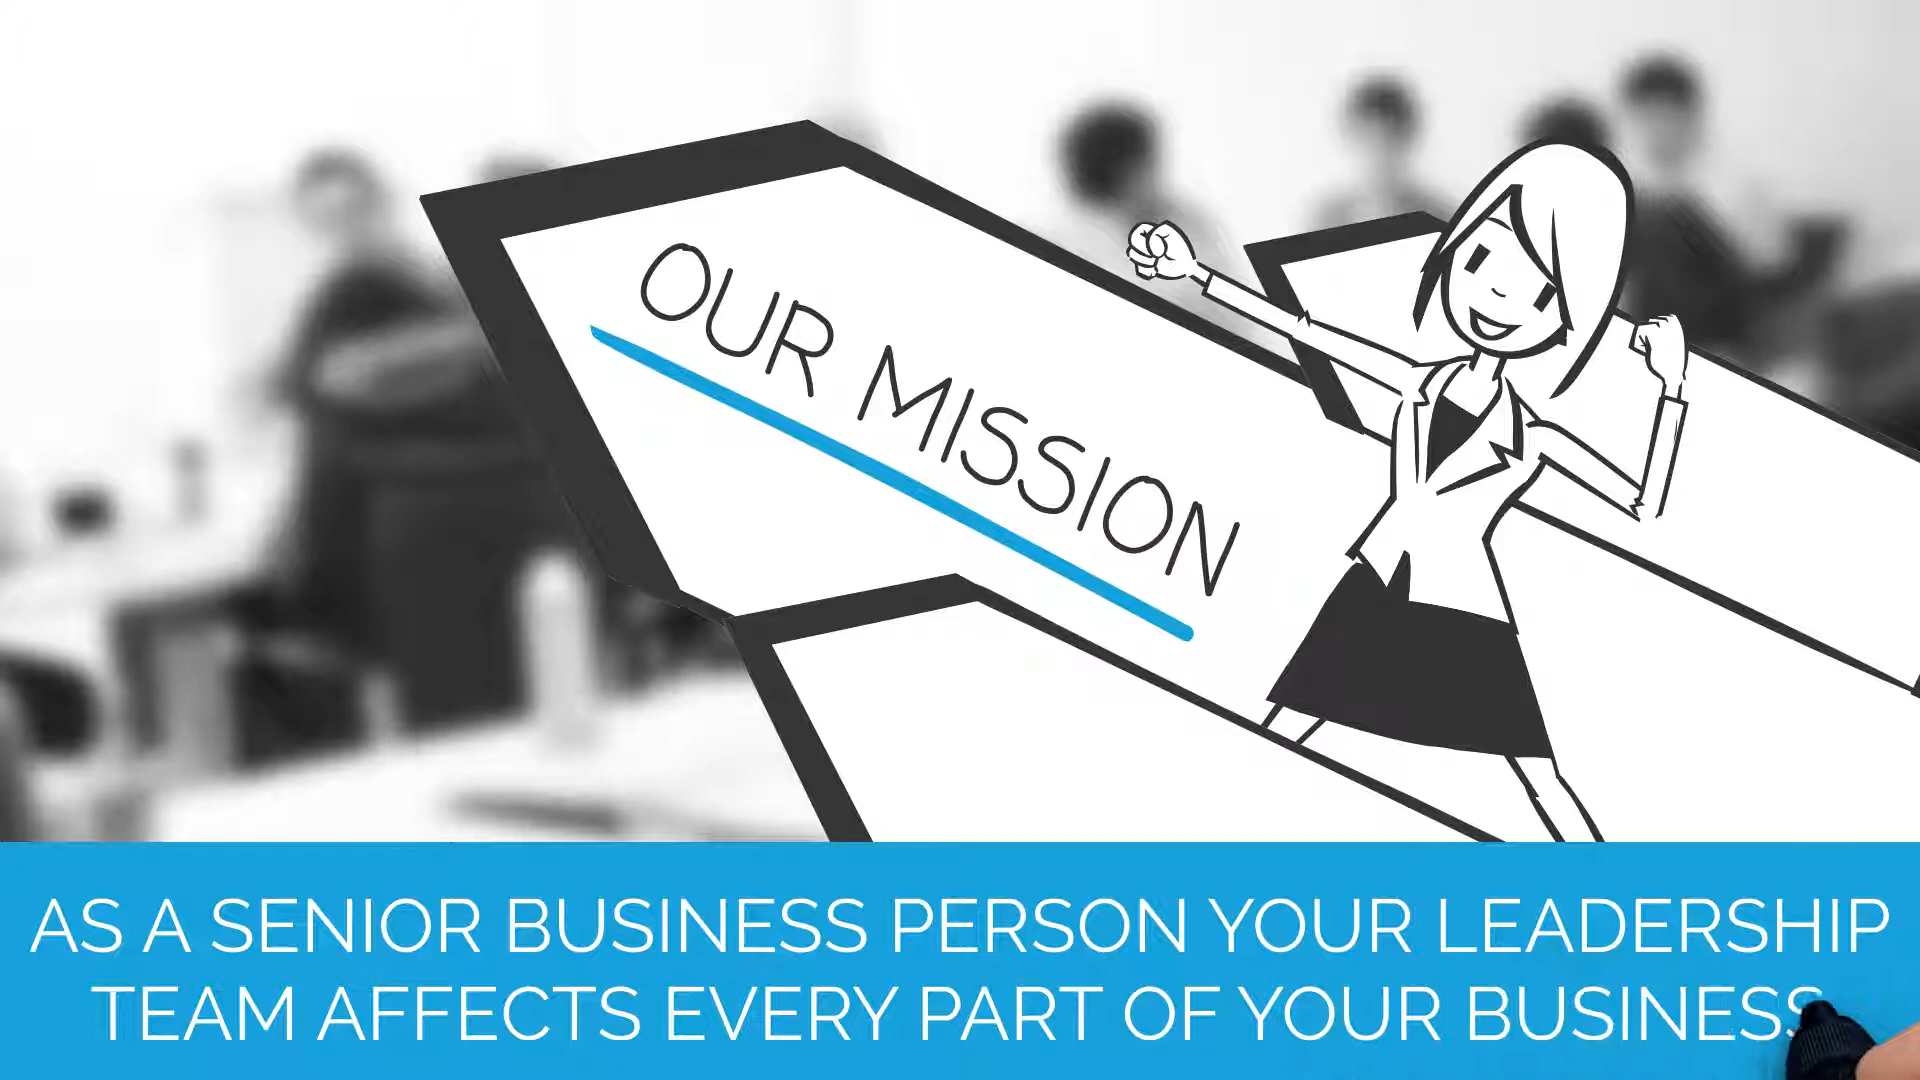 OUR MISSION
AS A SENIOR BUSINESS PERSON YOUR LEADERSHIP
TEAM AFFECTS EVERY PART OF YOUR BUSINESS